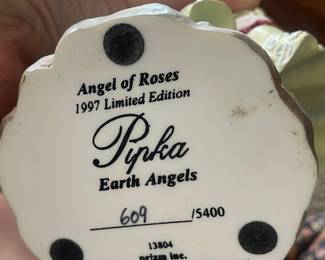 Angel of Roses
1997 Limited Edition
Pipka
Earth Angels
609 /5400
13804
prizm inc.